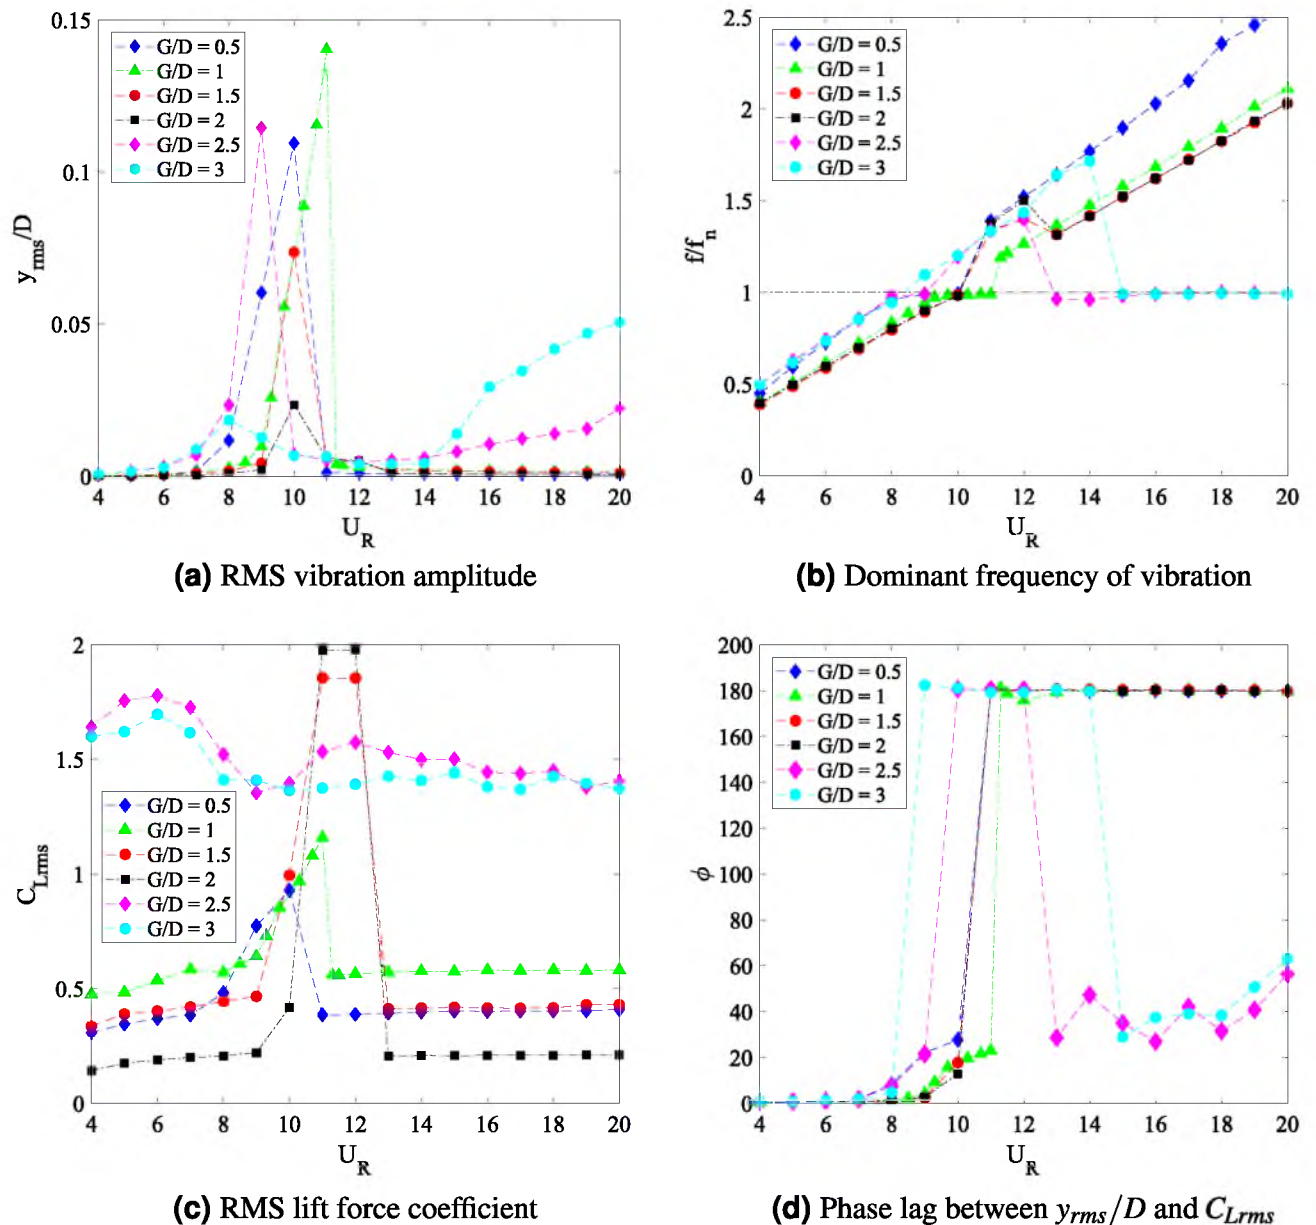 0.15
0.1
0.05
0
y_rms/D
G/D = 0.5
G/D = 1
G/D = 1.5
G/D = 2
G/D = 2.5
G/D = 3
4 6 8 10 12 14 16 18 20
U_R
(a) RMS vibration amplitude
2.5
2
1.5
1
0.5
0
f/f_n
G/D = 0.5
G/D = 1
G/D = 1.5
G/D = 2
G/D = 2.5
G/D = 3
4 6 8 10 12 14 16 18 20
U_R
(b) Dominant frequency of vibration
2
1.5
1
0.5
0
C_Lrms
G/D = 0.5
G/D = 1
G/D = 1.5
G/D = 2
G/D = 2.5
G/D = 3
4 6 8 10 12 14 16 18 20
U_R
(c) RMS lift force coefficient
200
180
160
140
120
100
80
60
40
20
0
ϕ
G/D = 0.5
G/D = 1
G/D = 1.5
G/D = 2
G/D = 2.5
G/D = 3
4 6 8 10 12 14 16 18 20
U_R
(d) Phase lag between y_rms/D and C_Lrms